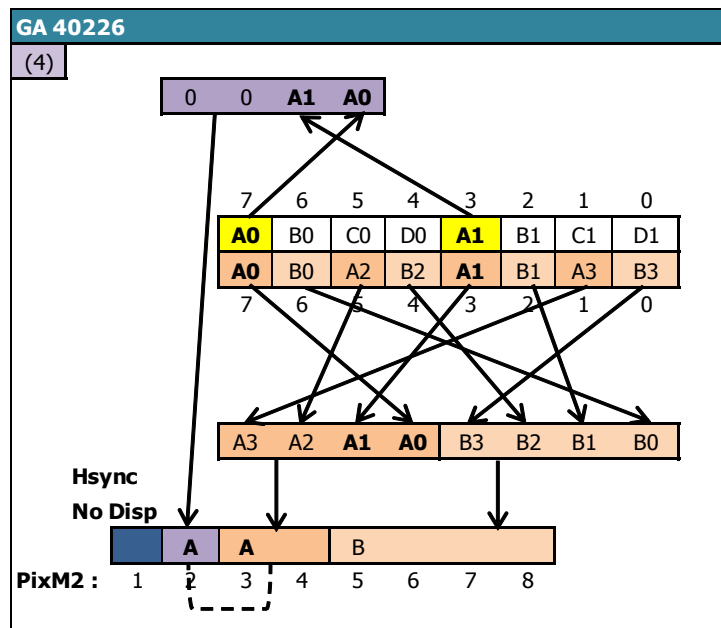 GA 40226
(4)
0 0 A1 A0
7 6 5 4 3 2 1 0
A0 B0 C0 D0 A1 B1 C1 D1
A0 B0 A2 B2 A1 B1 A3 B3
7 6 5 4 3 2 1 0
A3 A2 A1 A0 B3 B2 B1 B0
Hsync
No Disp
A A B
PixM2 : 1 2 3 4 5 6 7 8